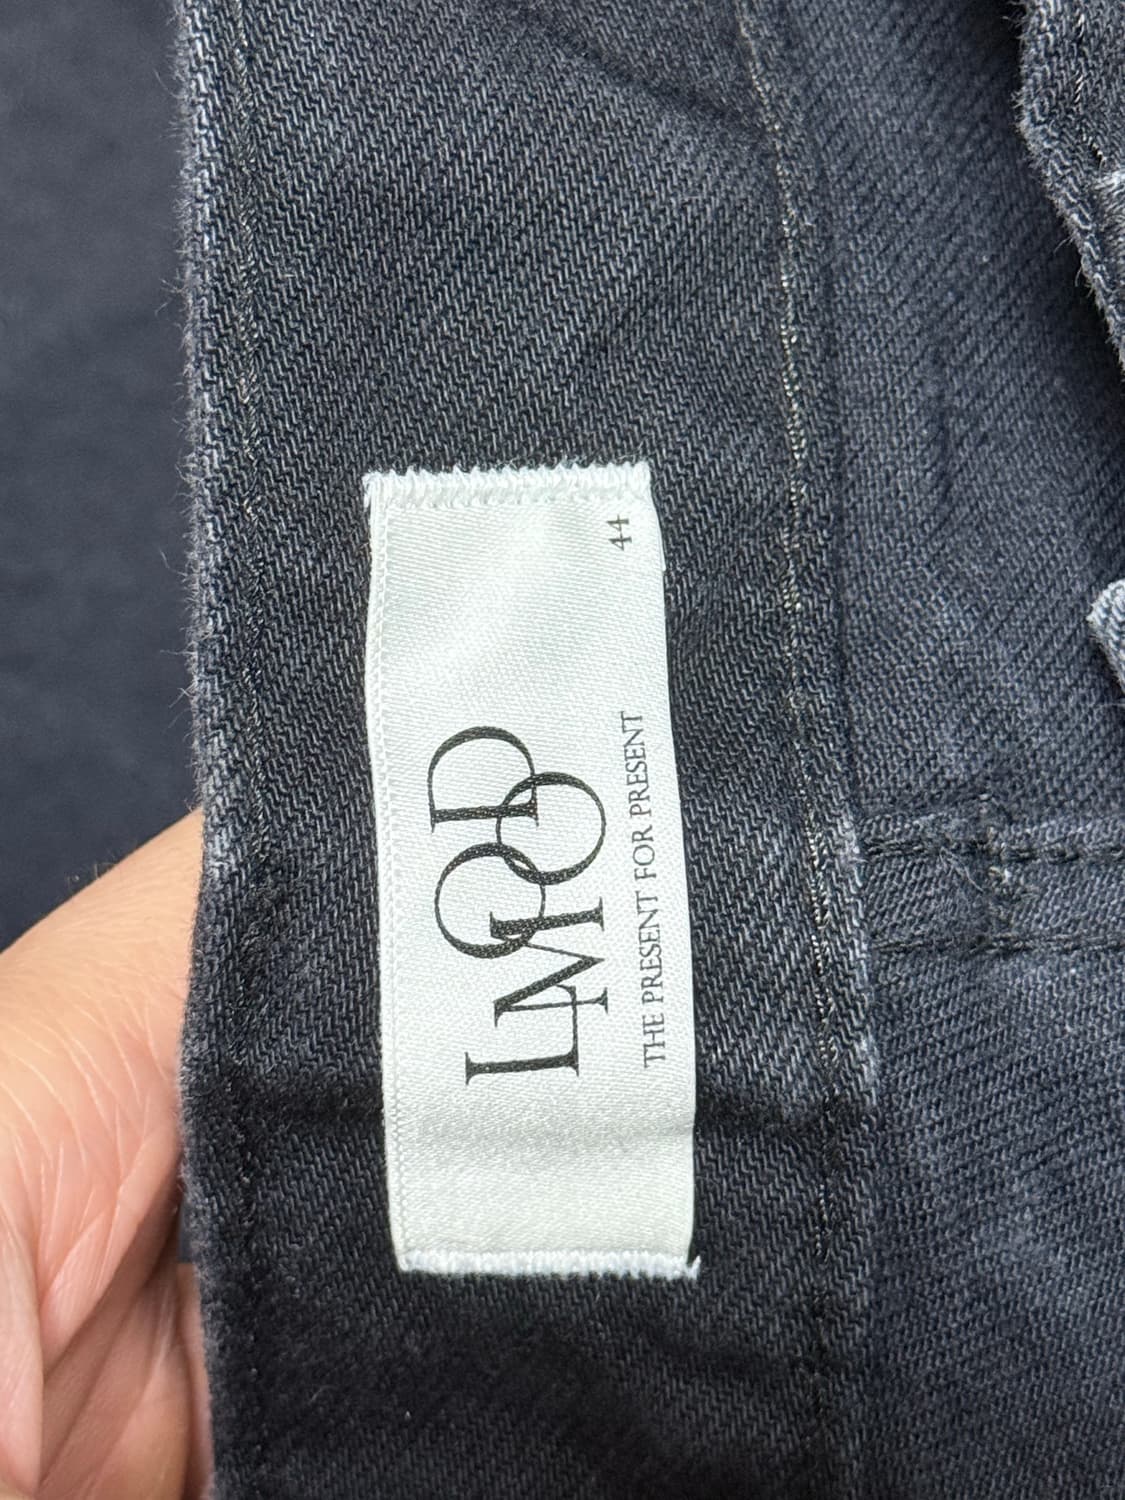 LMOOD
THE PRESENT FOR PRESENT
44